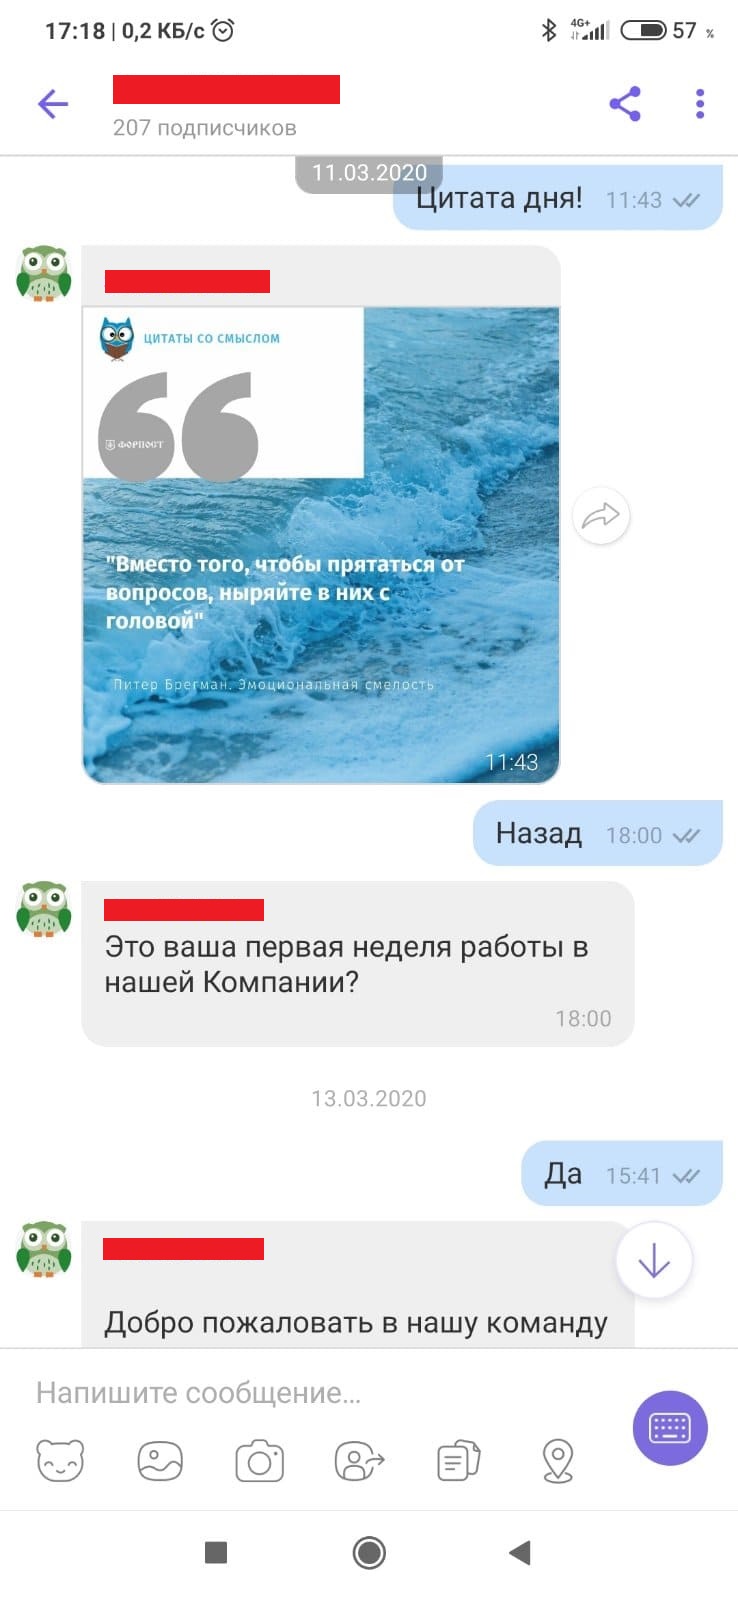 17:18 | 0,2 КБ/с
4G+
57 %
207 подписчиков
11.03.2020
Цитата дня! 11:43
ЦИТАТЫ СО СМЫСЛОМ
ФОРПОСТ
"Вместо того, чтобы прятаться от
вопросов, ныряйте в них с
головой"
Питер Брегман. Эмоциональная смелость
11:43
Назад 18:00
Это ваша первая неделя работы в
нашей Компании?
18:00
13.03.2020
Да 15:41
Добро пожаловать в нашу команду
Напишите сообщение...